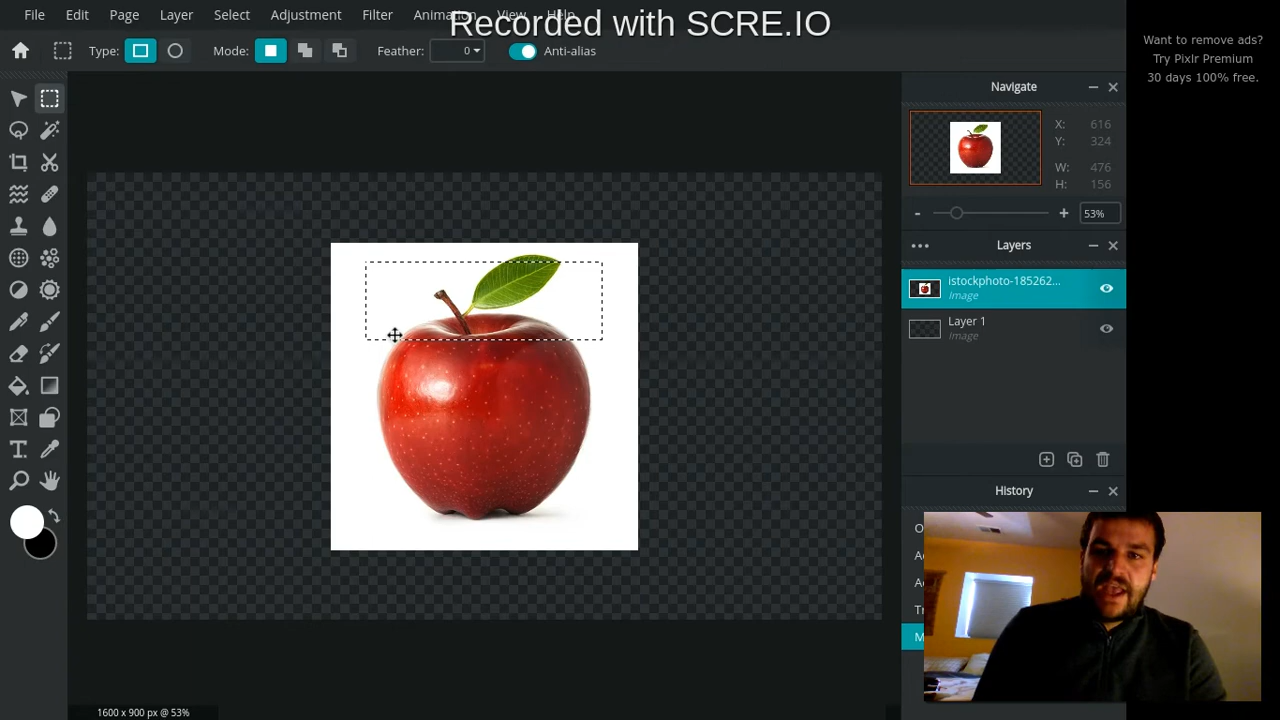 File Edit Page Layer Select Adjustment Filter View Help
Recorded with SCRE.IO
Type: Mode: Feather: 0 Anti-alias
Want to remove ads?
Try Pixlr Premium
30 days 100% free.
Navigate
X: 616
Y: 324
W: 476
H: 156
- + 53%
Layers
istockphoto-185262...
Image
Layer 1
Image
History
1600 x 900 px @ 53%